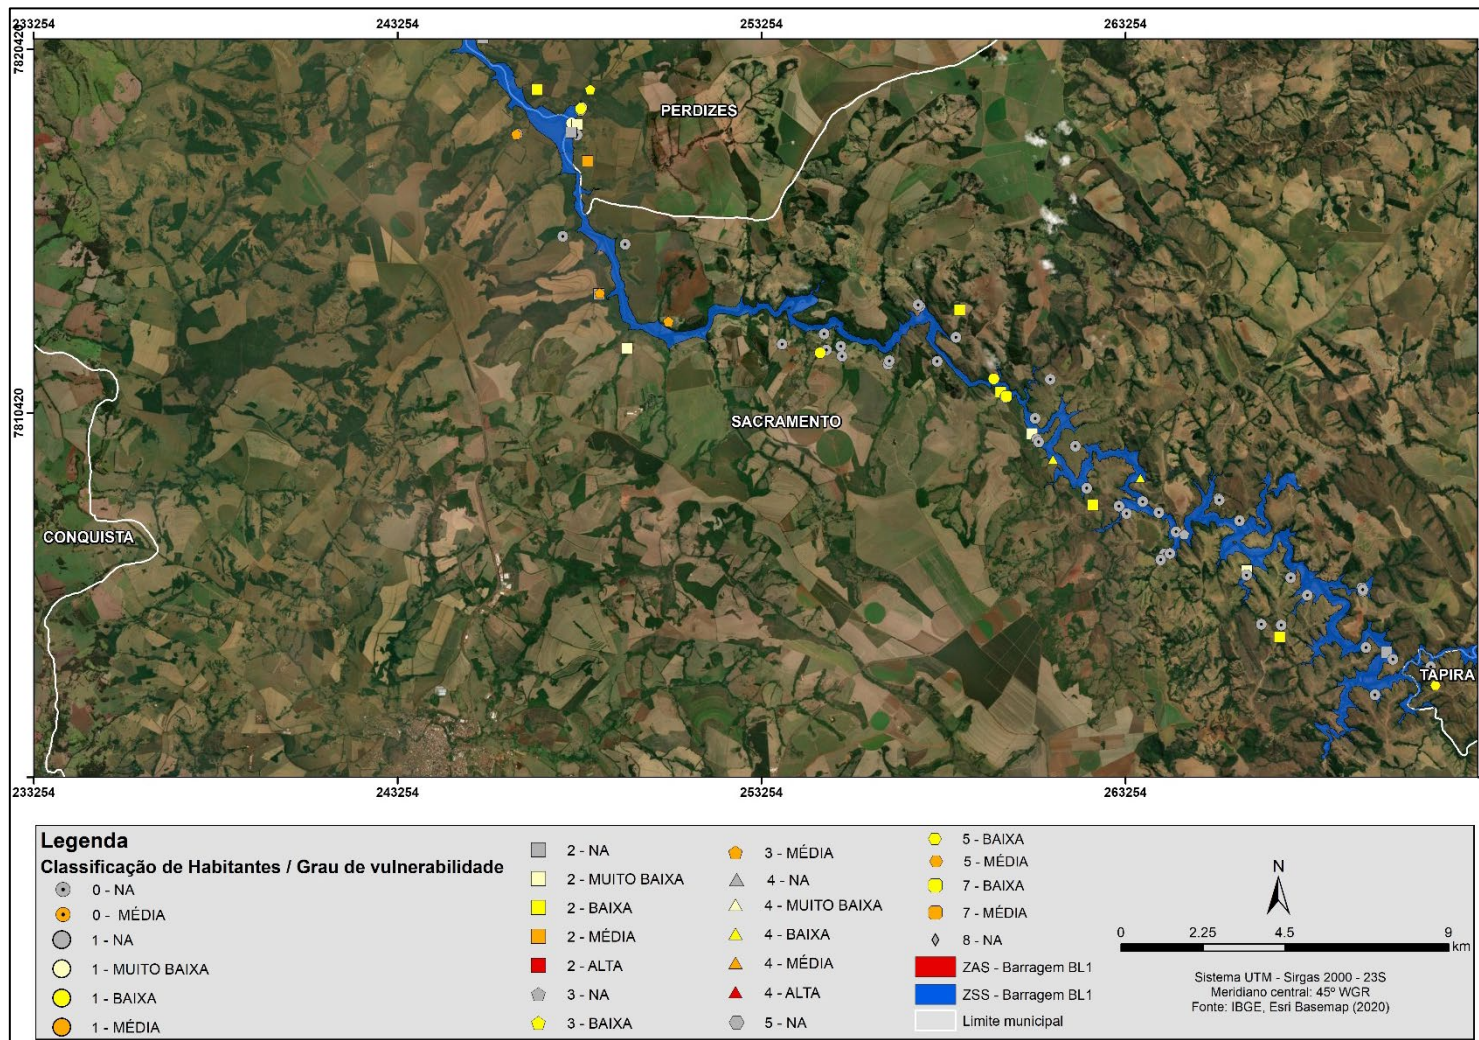 233254 243254 253254 263254
7820420
PERDIZES
7810420
SACRAMENTO
CONQUISTA
TAPIRA
233254 243254 253254 263254
Legenda
Classificação de Habitantes / Grau de vulnerabilidade
0 - NA
0 - MÉDIA
1 - NA
1 - MUITO BAIXA
1 - BAIXA
1 - MÉDIA
2 - NA
2 - MUITO BAIXA
2 - BAIXA
2 - MÉDIA
2 - ALTA
3 - NA
3 - BAIXA
3 - MÉDIA
4 - NA
4 - MUITO BAIXA
4 - BAIXA
4 - MÉDIA
4 - ALTA
5 - NA
5 - BAIXA
5 - MÉDIA
7 - BAIXA
7 - MÉDIA
8 - NA
ZAS - Barragem BL1
ZSS - Barragem BL1
Limite municipal
N
0 2.25 4.5 9
km
Sistema UTM - Sirgas 2000 - 23S
Meridiano central: 45º WGR
Fonte: IBGE, Esri Basemap (2020)